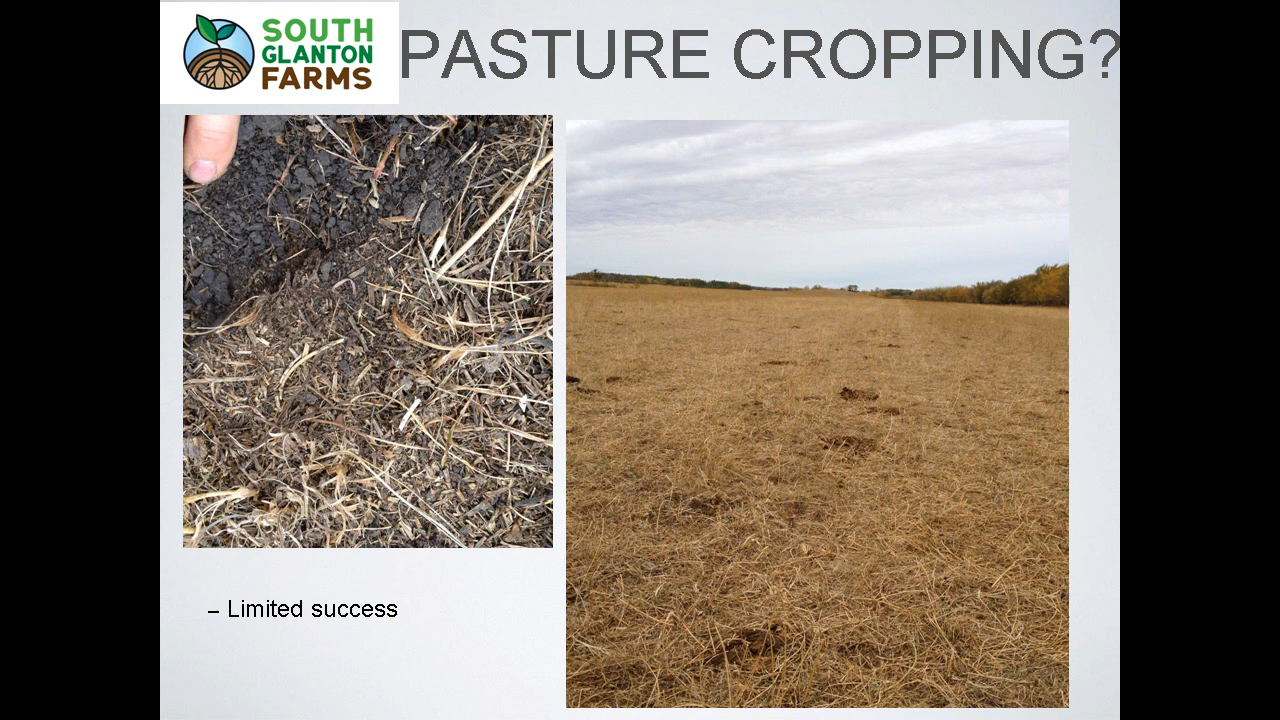 SOUTH
GLANTON
FARMS
PASTURE CROPPING?
– Limited success